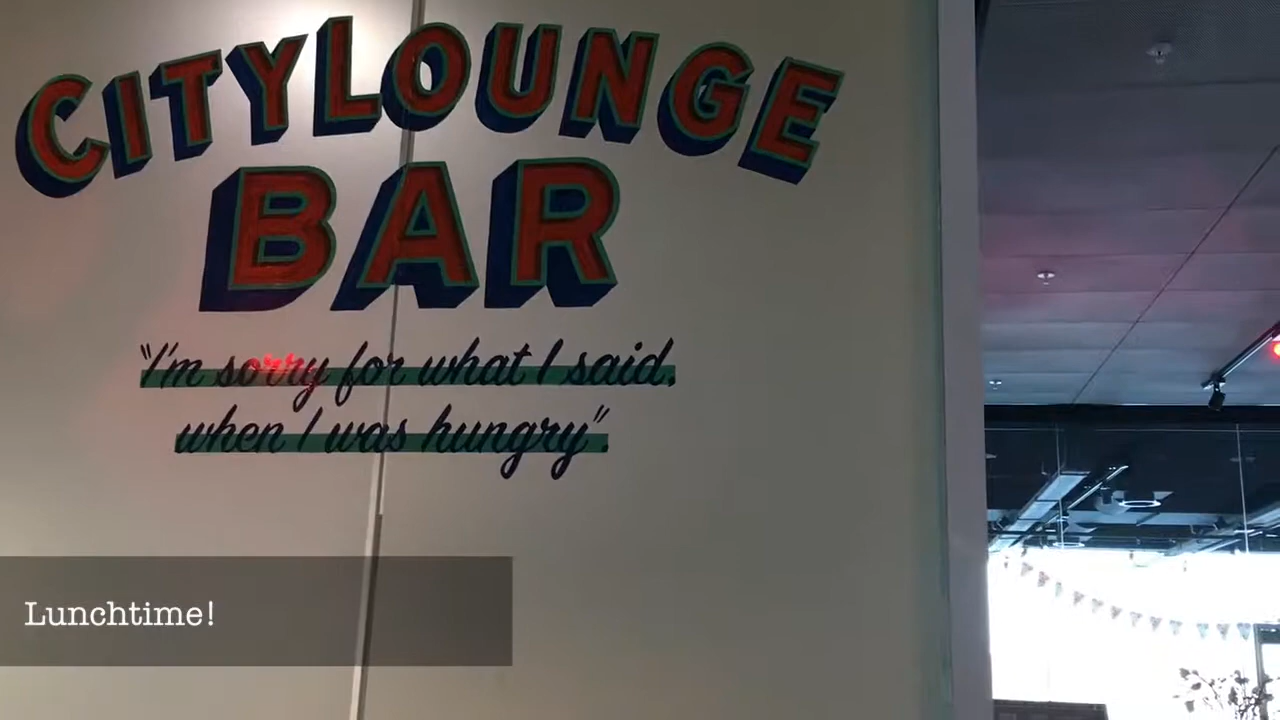 CITYLOUNGE
BAR
"I'm sorry for what I said,
when I was hungry".
Lunchtime!